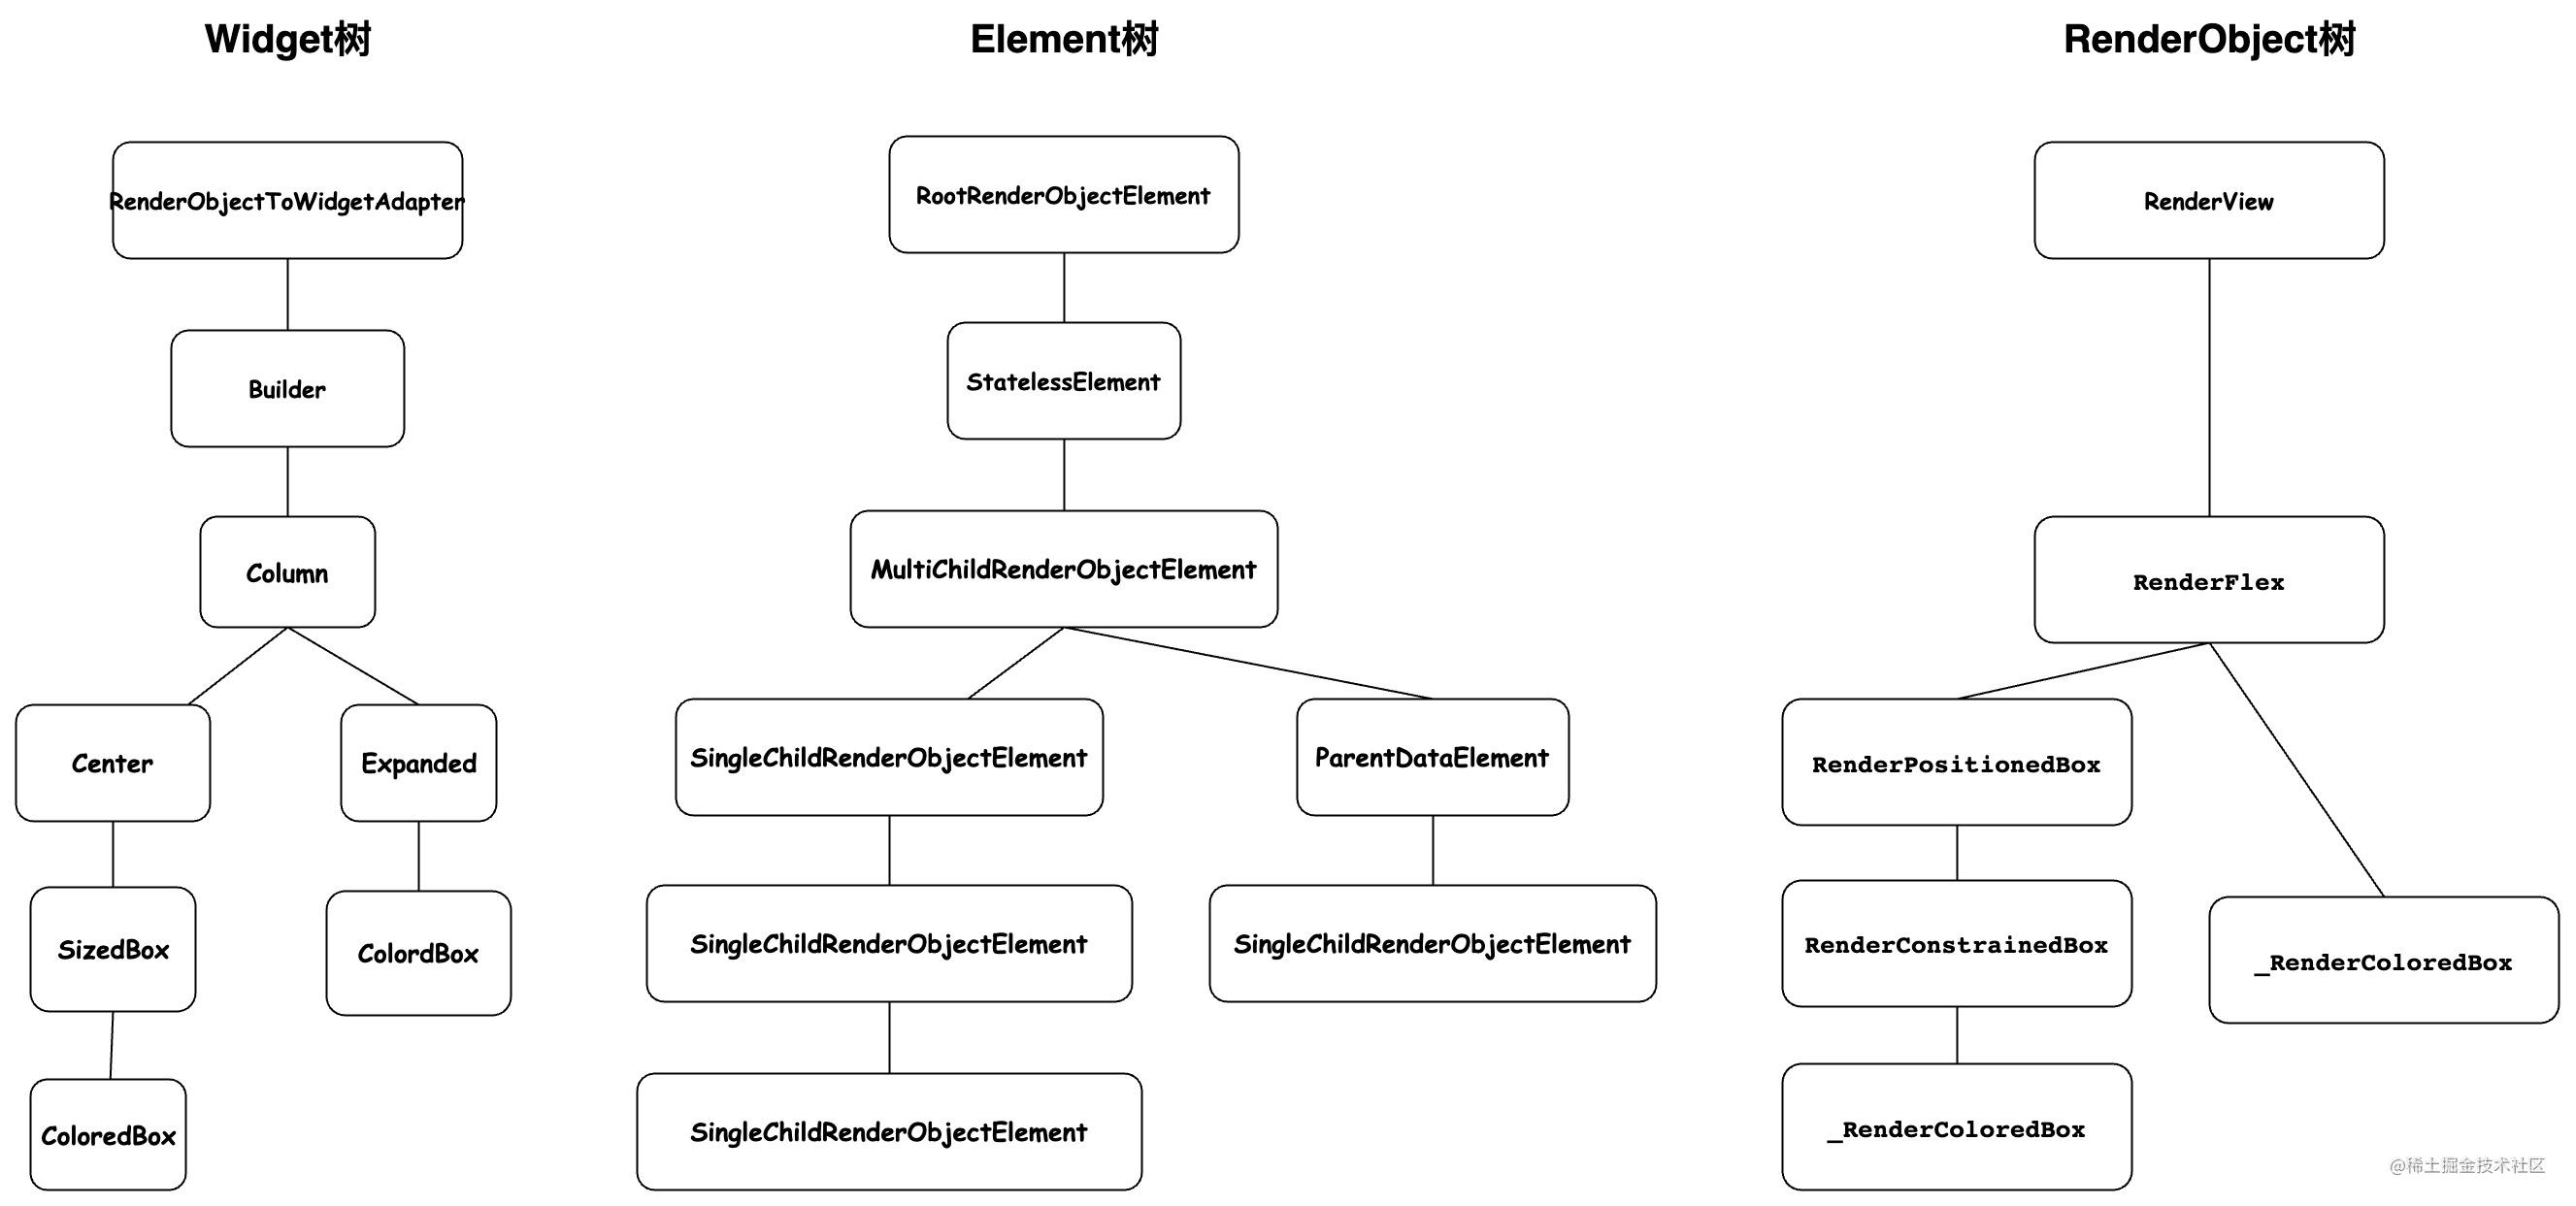 Widget树
Element树
RenderObject树
RenderObjectToWidgetAdapter
Builder
Column
Center
Expanded
SizedBox
ColordBox
ColoredBox
RootRenderObjectElement
StatelessElement
MultiChildRenderObjectElement
SingleChildRenderObjectElement
ParentDataElement
SingleChildRenderObjectElement
SingleChildRenderObjectElement
SingleChildRenderObjectElement
RenderView
RenderFlex
RenderPositionedBox
RenderConstrainedBox
_RenderColoredBox
_RenderColoredBox
@稀土掘金技术社区